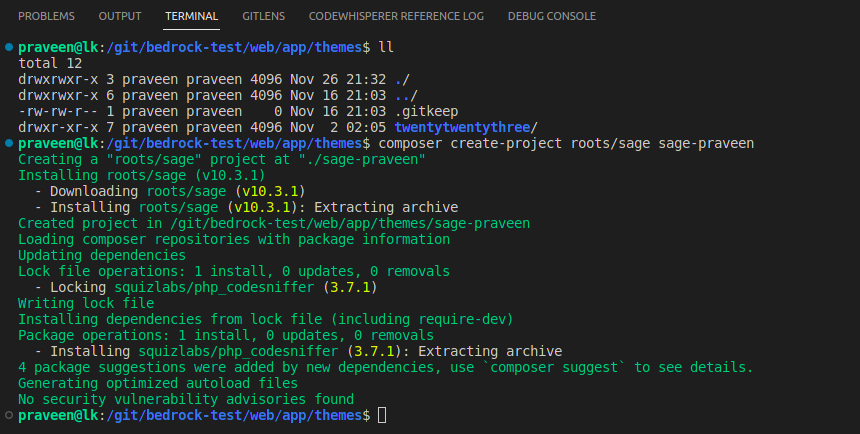 PROBLEMS OUTPUT TERMINAL GITLENS CODEWHISPERER REFERENCE LOG DEBUG CONSOLE
praveen@lk:/git/bedrock-test/web/app/themes$ ll
total 12
drwxrwxr-x 3 praveen praveen 4096 Nov 26 21:32 ./
drwxrwxr-x 6 praveen praveen 4096 Nov 16 21:03 ../
-rw-rw-r-- 1 praveen praveen    0 Nov 16 21:03 .gitkeep
drwxr-xr-x 7 praveen praveen 4096 Nov  2 02:05 twentytwentythree/
praveen@lk:/git/bedrock-test/web/app/themes$ composer create-project roots/sage sage-praveen
Creating a "roots/sage" project at "./sage-praveen"
Installing roots/sage (v10.3.1)
  - Downloading roots/sage (v10.3.1)
  - Installing roots/sage (v10.3.1): Extracting archive
Created project in /git/bedrock-test/web/app/themes/sage-praveen
Loading composer repositories with package information
Updating dependencies
Lock file operations: 1 install, 0 updates, 0 removals
  - Locking squizlabs/php_codesniffer (3.7.1)
Writing lock file
Installing dependencies from lock file (including require-dev)
Package operations: 1 install, 0 updates, 0 removals
  - Installing squizlabs/php_codesniffer (3.7.1): Extracting archive
4 package suggestions were added by new dependencies, use `composer suggest` to see details.
Generating optimized autoload files
No security vulnerability advisories found
praveen@lk:/git/bedrock-test/web/app/themes$